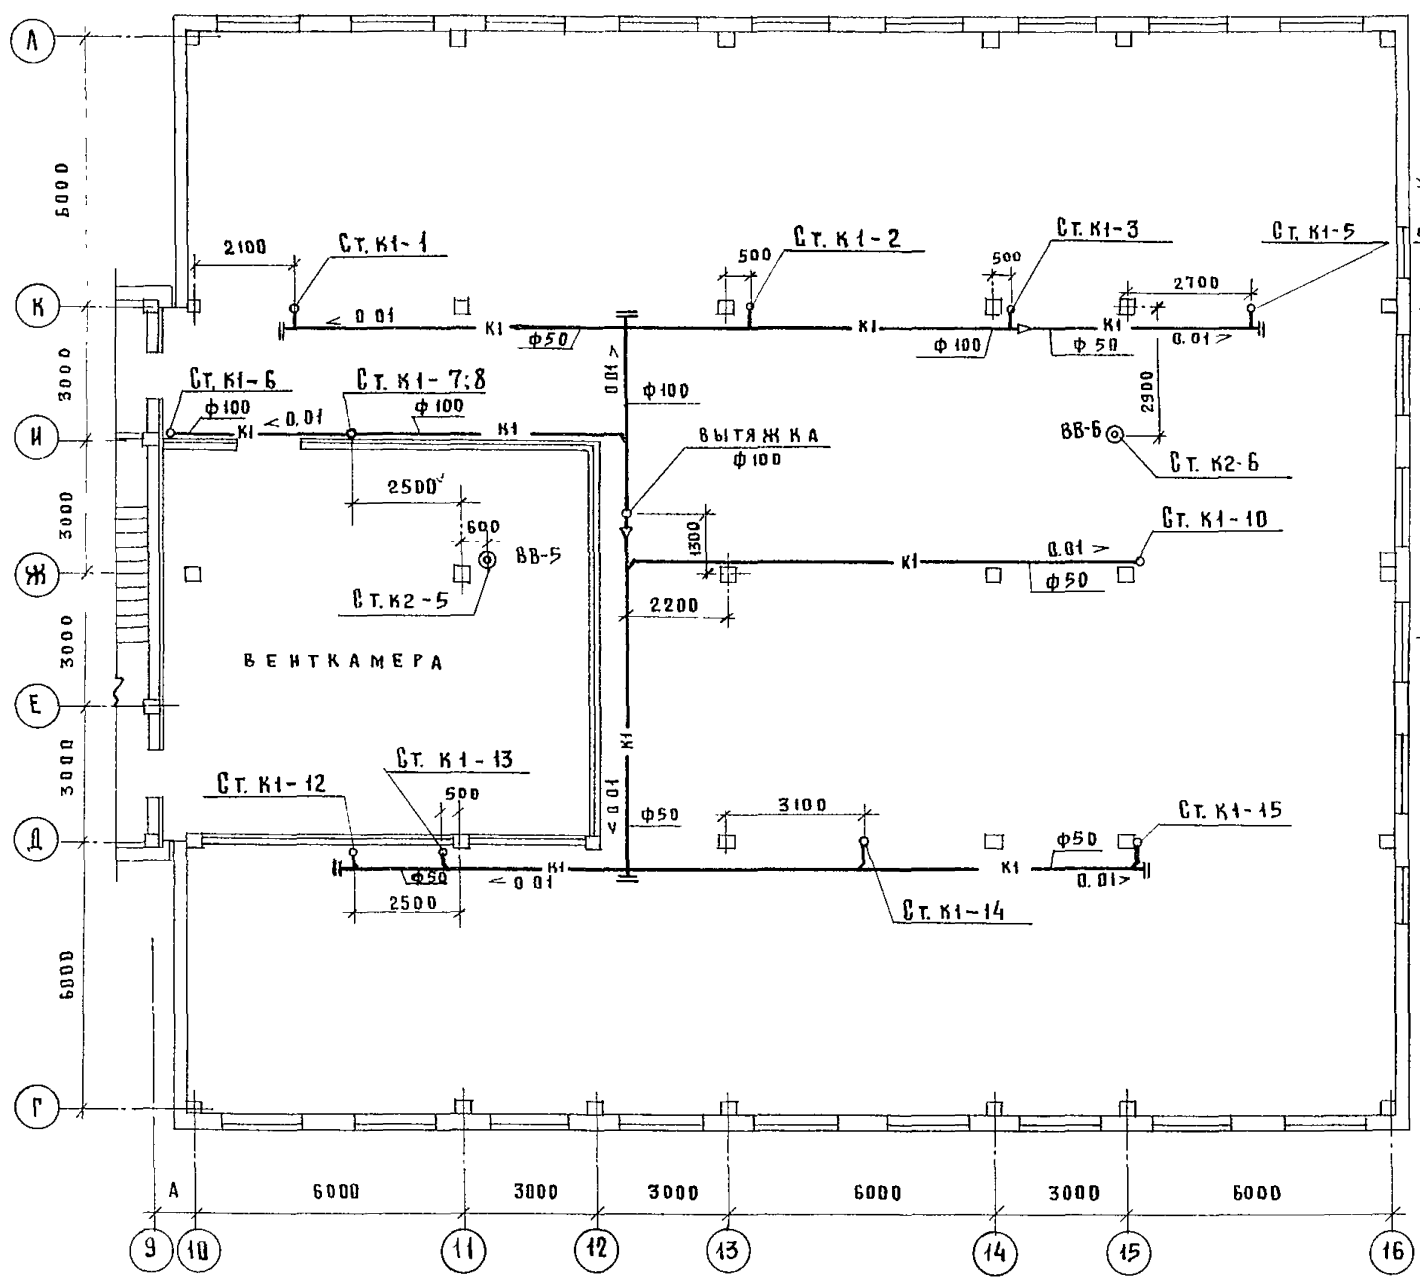 Л
6000
2100
Ст. К1-1
500
Ст. К1-2
500
Ст. К1-3
Ст. К1-5
2700
К
< 0.01
К1
ф50
К1
ф100
К1
ф50
0.01 >
3000
0.01 >
Ст. К1-6
ф100
< 0.01
Ст. К1-7;8
ф100
ф100
2900
И
К1
К1
ВЫТЯЖКА
ф100
ВВ-6
Ст. К2-6
2500
3000
600
ВВ-5
1300
Ст. К1-10
0.01 >
К1
ф50
Ж
Ст. К2-5
2200
3000
ВЕНТКАМЕРА
Е
К1
3000
Ст. К1-13
Ст. К1-12
500
< 0.01
ф50
3100
Ст. К1-15
Д
ф50
ф50
К1
< 0.01
К1
0.01 >
2500
Ст. К1-14
6000
Г
А
6000
3000
3000
6000
3000
6000
9
10
11
12
13
14
15
16